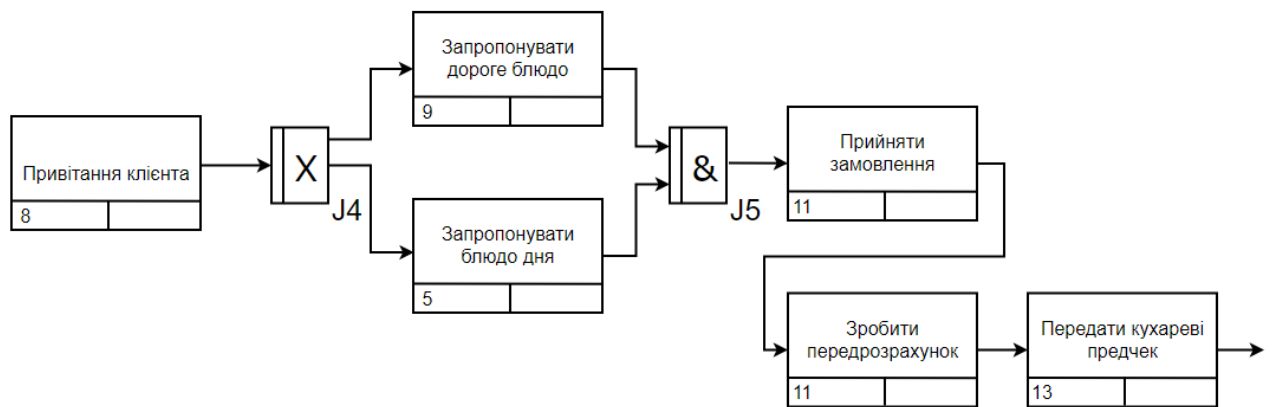 Привітання клієнта
8
X
J4
Запропонувати
дороге блюдо
9
Запропонувати
блюдо дня
5
&
J5
Прийняти
замовлення
11
Зробити
передрозрахунок
11
Передати кухареві
предчек
13